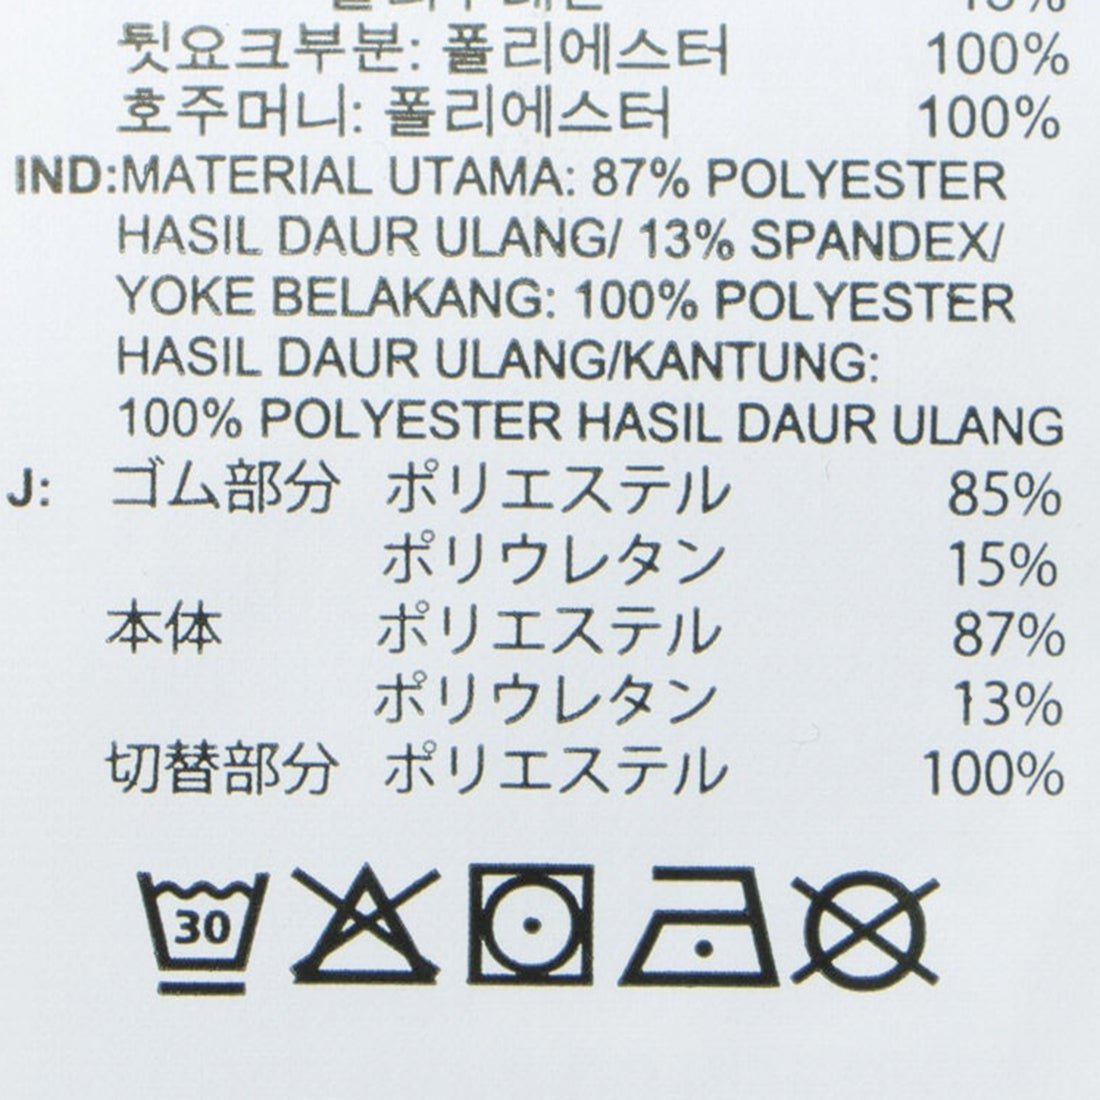 뒷요크부분: 폴리에스터 100%
호주머니: 폴리에스터 100%
IND:MATERIAL UTAMA: 87% POLYESTER
HASIL DAUR ULANG/ 13% SPANDEX/
YOKE BELAKANG: 100% POLYESTER
HASIL DAUR ULANG/KANTUNG:
100% POLYESTER HASIL DAUR ULANG
J: ゴム部分 ポリエステル 85%
ポリウレタン 15%
本体 ポリエステル 87%
ポリウレタン 13%
切替部分 ポリエステル 100%
30